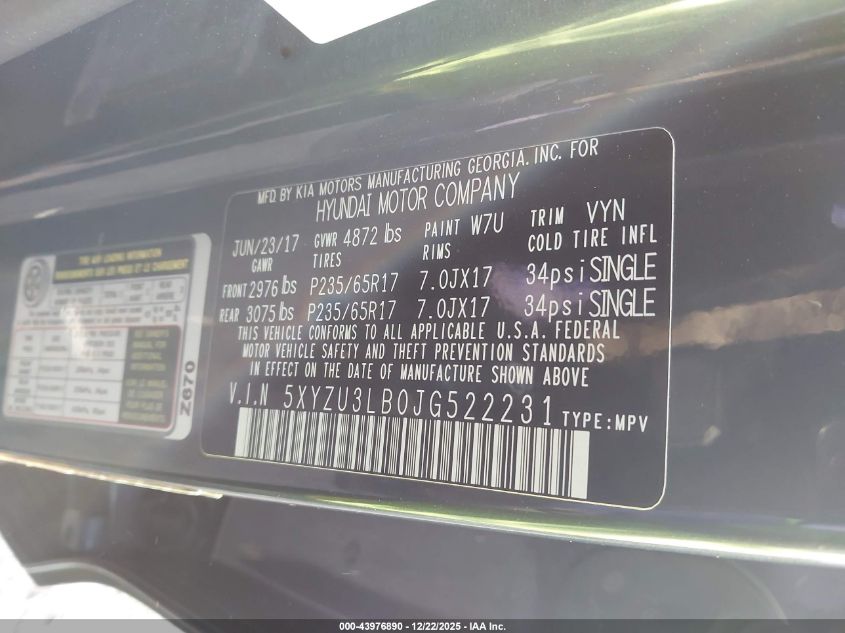 MFD. BY KIA MOTORS MANUFACTURING GEORGIA. INC. FOR
HYUNDAI MOTOR COMPANY
JUN/23/17 GVWR 4872 lbs PAINT W7U TRIM VYN
GAWR TIRES RIMS COLD TIRE INFL
FRONT 2976 lbs P235/65R17 7.0JX17 34psi SINGLE
REAR 3075 lbs P235/65R17 7.0JX17 34psi SINGLE
THIS VEHICLE CONFORMS TO ALL APPLICABLE U.S.A. FEDERAL
MOTOR VEHICLE SAFETY AND THEFT PREVENTION STANDARDS
IN EFFECT ON THE DATE OF MANUFACTURE SHOWN ABOVE
V.I.N 5XYZU3LB0JG522231 TYPE:MPV
TIRE AND LOADING INFORMATION
Z670
000-43976890 - 12/22/2025 - IAA Inc.